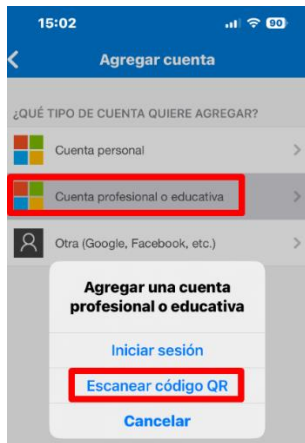 15:02
90
Agregar cuenta
¿QUÉ TIPO DE CUENTA QUIERE AGREGAR?
Cuenta personal
Cuenta profesional o educativa
Otra (Google, Facebook, etc.)
Agregar una cuenta
profesional o educativa
Iniciar sesión
Escanear código QR
Cancelar